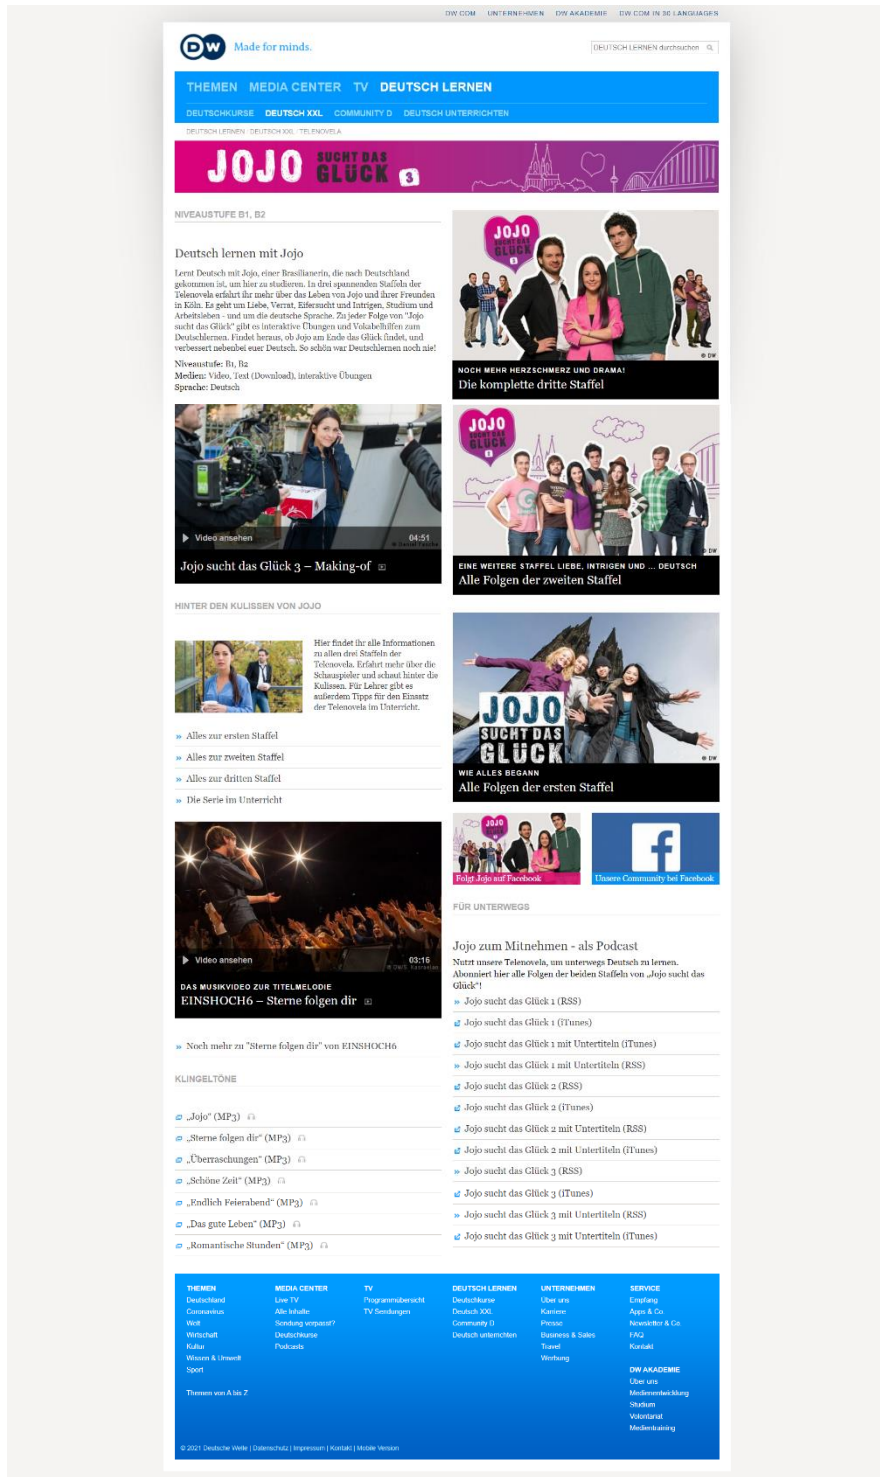 DW.COM UNTERNEHMEN DW AKADEMIE DW.COM IN 30 LANGUAGES
DW Made for minds.
DEUTSCH LERNEN durchsuchen
THEMEN MEDIA CENTER TV DEUTSCH LERNEN
DEUTSCHKURSE DEUTSCH XXL COMMUNITY D DEUTSCH UNTERRICHTEN
DEUTSCH LERNEN / DEUTSCH XXL / TELENOVELA
JOJO SUCHT DAS GLÜCK 3
NIVEAUSTUFE B1, B2
Deutsch lernen mit Jojo
Lernt Deutsch mit Jojo, einer Brasilianerin, die nach Deutschland
gekommen ist, um hier zu studieren. In drei spannenden Staffeln der
Telenovela erfahrt ihr mehr über das Leben von Jojo und ihrer Freunden
in Köln. Es geht um Liebe, Verrat, Eifersucht und Intrigen, Studium und
Arbeitsleben - und um die deutsche Sprache. Zu jeder Folge von "Jojo
sucht das Glück" gibt es interaktive Übungen und Vokabelhilfen zum
Deutschlernen. Findet heraus, ob Jojo am Ende das Glück findet, und
verbessert nebenbei euer Deutsch. So schön war Deutschlernen noch nie!
Niveaustufe: B1, B2
Medien: Video, Text (Download), interaktive Übungen
Sprache: Deutsch
Video ansehen 04:51
Jojo sucht das Glück 3 – Making-of
HINTER DEN KULISSEN VON JOJO
Hier findet ihr alle Informationen
zu allen drei Staffeln der
Telenovela. Erfahrt mehr über die
Schauspieler und schaut hinter die
Kulissen. Für Lehrer gibt es
außerdem Tipps für den Einsatz
der Telenovela im Unterricht.
» Alles zur ersten Staffel
» Alles zur zweiten Staffel
» Alles zur dritten Staffel
» Die Serie im Unterricht
Video ansehen 03:16
DAS MUSIKVIDEO ZUR TITELMELODIE
EINSHOCH6 – Sterne folgen dir
» Noch mehr zu "Sterne folgen dir" von EINSHOCH6
KLINGELTÖNE
„Jojo“ (MP3)
„Sterne folgen dir“ (MP3)
„Überraschungen“ (MP3)
„Schöne Zeit“ (MP3)
„Endlich Feierabend“ (MP3)
„Das gute Leben“ (MP3)
„Romantische Stunden“ (MP3)
JOJO
SUCHT DAS
GLÜCK
3
© DW
NOCH MEHR HERZSCHMERZ UND DRAMA!
Die komplette dritte Staffel
JOJO
SUCHT DAS
GLÜCK
© DW
EINE WEITERE STAFFEL LIEBE, INTRIGEN UND ... DEUTSCH
Alle Folgen der zweiten Staffel
JOJO
SUCHT DAS
GLÜCK
© DW
WIE ALLES BEGANN
Alle Folgen der ersten Staffel
JOJO
Folgt Jojo auf Facebook
Unsere Community bei Facebook
FÜR UNTERWEGS
Jojo zum Mitnehmen - als Podcast
Nutzt unsere Telenovela, um unterwegs Deutsch zu lernen.
Abonniert hier alle Folgen der beiden Staffeln von „Jojo sucht das
Glück“!
» Jojo sucht das Glück 1 (RSS)
Jojo sucht das Glück 1 (iTunes)
Jojo sucht das Glück 1 mit Untertiteln (iTunes)
» Jojo sucht das Glück 1 mit Untertiteln (RSS)
Jojo sucht das Glück 2 (RSS)
Jojo sucht das Glück 2 (iTunes)
Jojo sucht das Glück 2 mit Untertiteln (RSS)
Jojo sucht das Glück 2 mit Untertiteln (iTunes)
» Jojo sucht das Glück 3 (RSS)
Jojo sucht das Glück 3 (iTunes)
» Jojo sucht das Glück 3 mit Untertiteln (RSS)
Jojo sucht das Glück 3 mit Untertiteln (iTunes)
THEMEN
Deutschland
Coronavirus
Welt
Wirtschaft
Kultur
Wissen & Umwelt
Sport
Themen von A bis Z
MEDIA CENTER
Live TV
Alle Inhalte
Sendung verpasst?
Deutschkurse
Podcasts
TV
Programmübersicht
TV Sendungen
DEUTSCH LERNEN
Deutschkurse
Deutsch XXL
Community D
Deutsch unterrichten
UNTERNEHMEN
Über uns
Karriere
Presse
Business & Sales
Travel
Werbung
SERVICE
Empfang
Apps & Co.
Newsletter & Co.
FAQ
Kontakt
DW AKADEMIE
Über uns
Medienentwicklung
Studium
Volontariat
Medientraining
© 2021 Deutsche Welle | Datenschutz | Impressum | Kontakt | Mobile Version